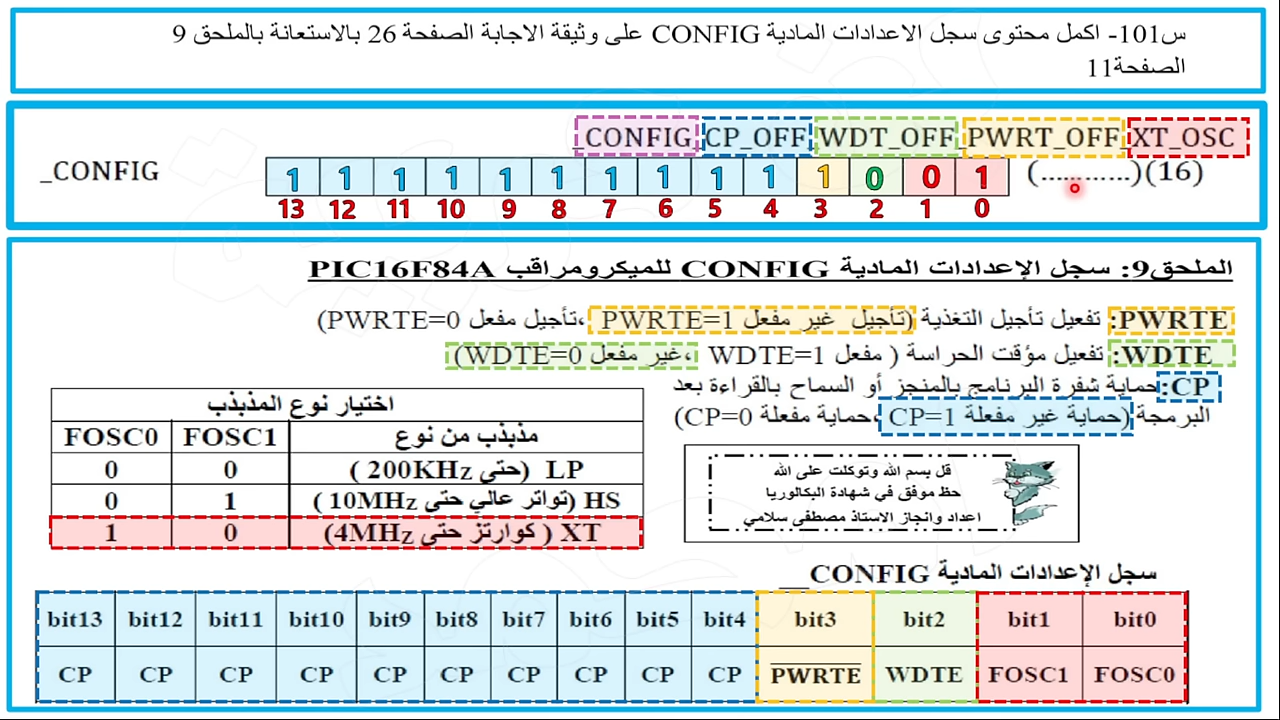 س101- اكمل محتوى سجل الاعدادات المادية CONFIG على وثيقة الاجابة الصفحة 26 بالاستعانة بالملحق 9
الصفحة11
_CONFIG CP_OFF WDT_OFF_PWRT_OFF_XT_OSC
_CONFIG 1 1 1 1 1 1 1 1 1 1 1 0 0 1 (............)(16)
13 12 11 10 9 8 7 6 5 4 3 2 1 0
الملحق9: سجل الإعدادات المادية CONFIG للميكرومراقب PIC16F84A
PWRTE: تفعيل تأجيل التغذية (تأجيل غير مفعل PWRTE=1 ،تأجيل مفعل PWRTE=0)
WDTE: تفعيل مؤقت الحراسة ( مفعل WDTE=1 ،غير مفعل WDTE=0)
CP: حماية شفرة البرنامج بالمنجز أو السماح بالقراءة بعد
البرمجة (حماية غير مفعلة CP=1 ،حماية مفعلة CP=0)
اختيار نوع المذبذب
FOSC0 FOSC1 مذبذب من نوع
0 0 LP (حتى 200KHz )
0 1 HS (تواتر عالي حتى 10MHz )
1 0 XT ( كوارتز حتى 4MHz)
قل بسم الله وتوكلت على الله
حظ موفق في شهادة البكالوريا
اعداد وانجاز الاستاذ مصطفى سلامي
سجل الإعدادات المادية CONFIG__
bit13 bit12 bit11 bit10 bit9 bit8 bit7 bit6 bit5 bit4 bit3 bit2 bit1 bit0
CP CP CP CP CP CP CP CP CP CP PWRTE WDTE FOSC1 FOSC0